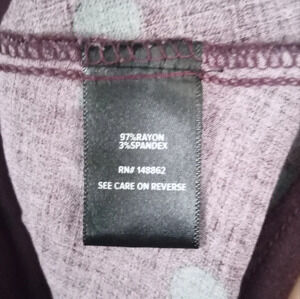 97%RAYON
3%SPANDEX
RN# 148862
SEE CARE ON REVERSE